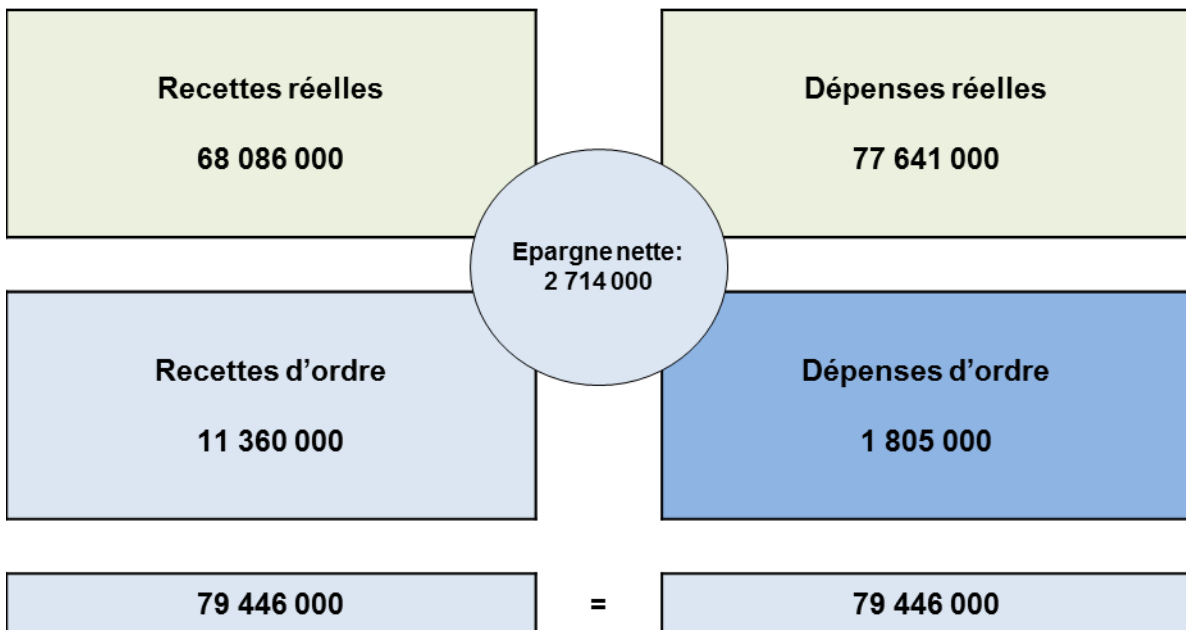 Recettes réelles
68 086 000
Dépenses réelles
77 641 000
Epargne nette:
2 714 000
Recettes d’ordre
11 360 000
Dépenses d’ordre
1 805 000
79 446 000
=
79 446 000